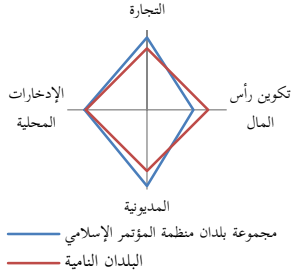 التجارة
تكوين رأس
المال
الإدخارات
المحلية
المديونية
مجموعة بلدان منظمة المؤتمر الإسلامي
البلدان النامية